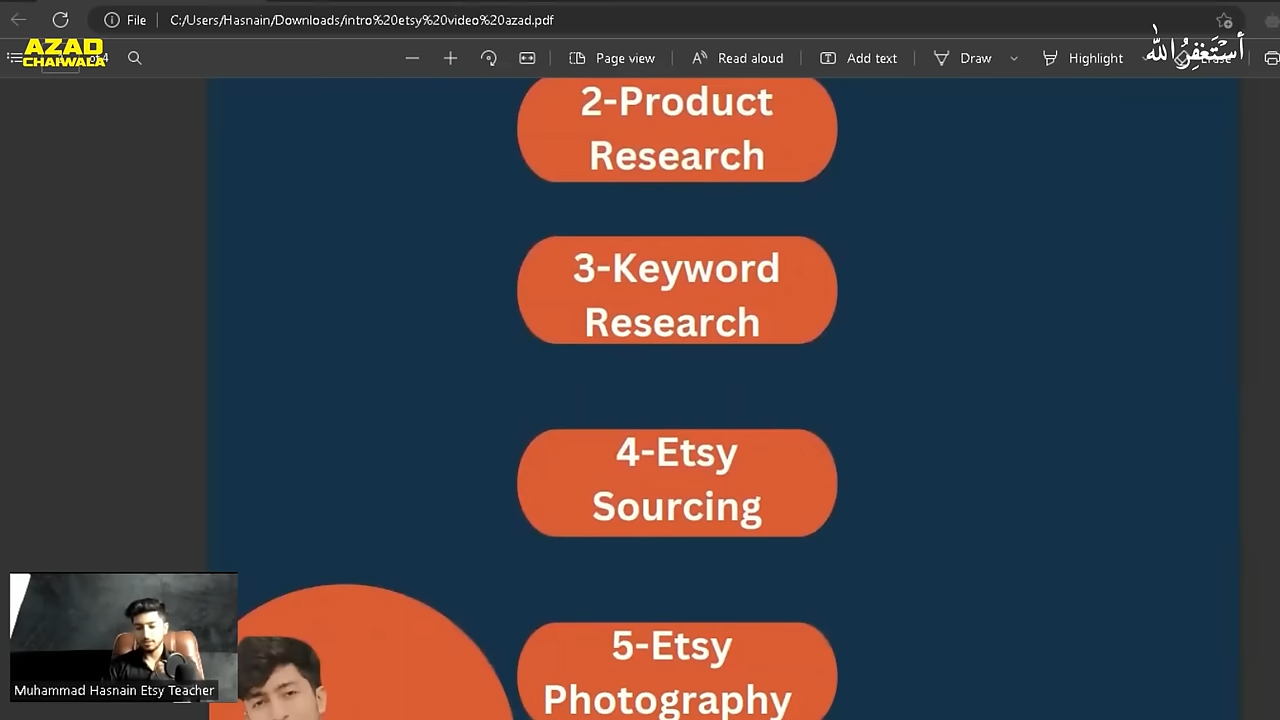 File
C:/Users/Hasnain/Downloads/intro%20etsy%20video%20azad.pdf
AZAD
CHAIWALA
Page view
Read aloud
Add text
Draw
Highlight
أستغفر الله
2-Product
Research
3-Keyword
Research
4-Etsy
Sourcing
5-Etsy
Photography
Muhammad Hasnain Etsy Teacher